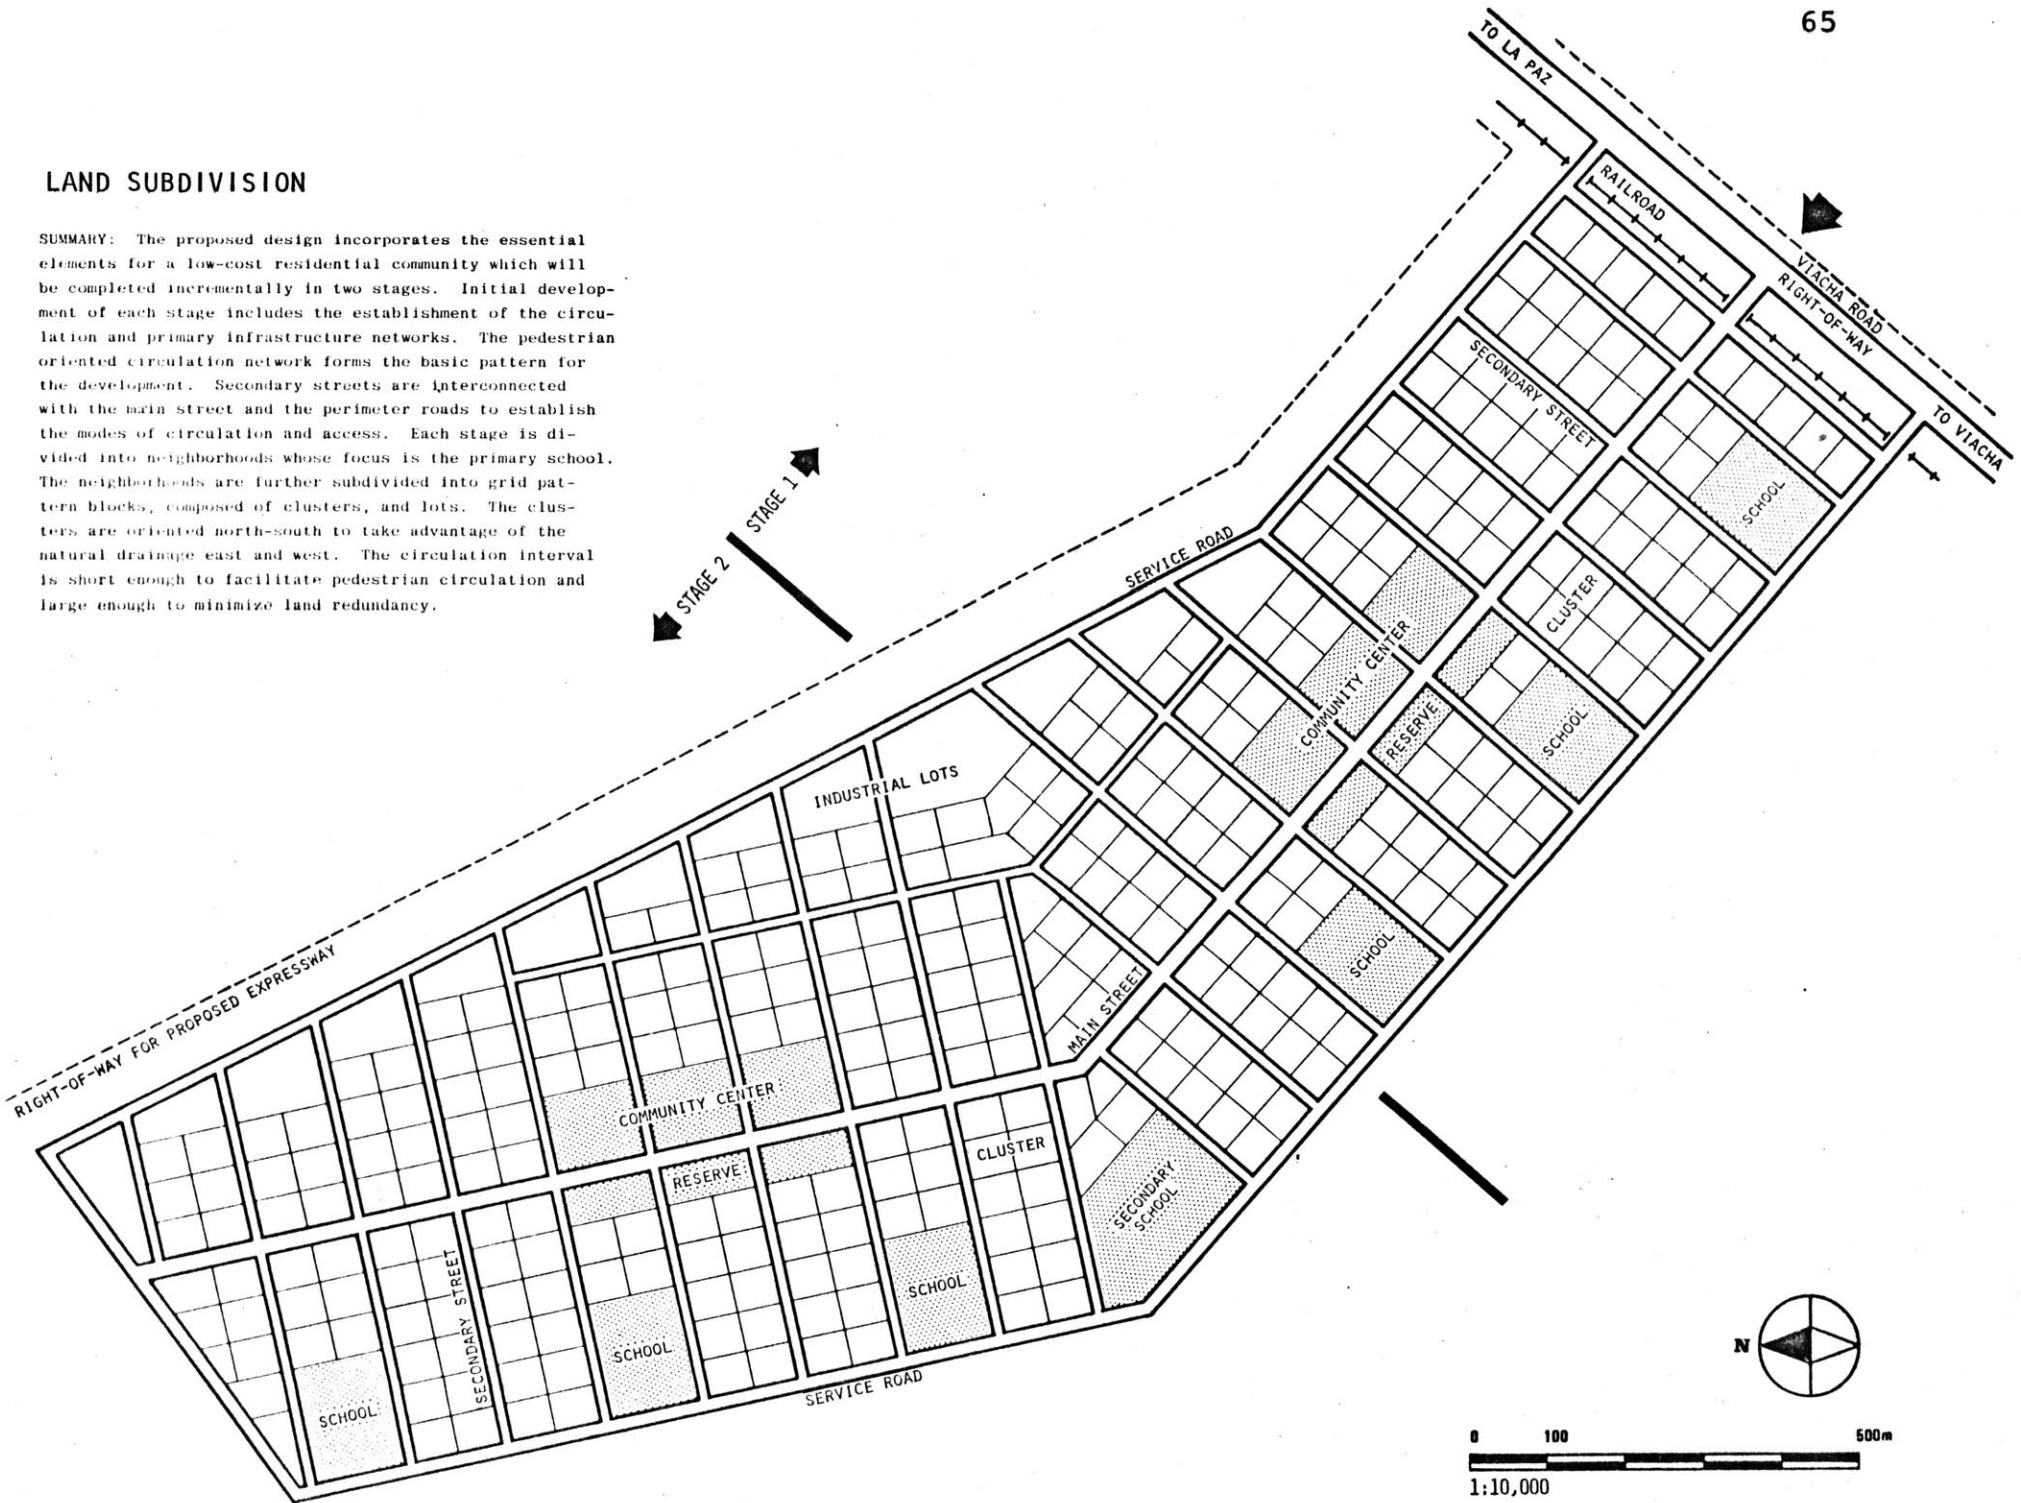 65
LAND SUBDIVISION
SUMMARY: The proposed design incorporates the essential
elements for a low-cost residential community which will
be completed incrementally in two stages. Initial develop-
ment of each stage includes the establishment of the circu-
lation and primary infrastructure networks. The pedestrian
oriented circulation network forms the basic pattern for
the development. Secondary streets are interconnected
with the main street and the perimeter roads to establish
the modes of circulation and access. Each stage is di-
vided into neighborhoods whose focus is the primary school.
The neighborhoods are further subdivided into grid pat-
tern blocks, composed of clusters, and lots. The clus-
ters are oriented north-south to take advantage of the
natural drainage east and west. The circulation interval
is short enough to facilitate pedestrian circulation and
large enough to minimize land redundancy.
TO LA PAZ
RAILROAD
VIACHA ROAD
RIGHT-OF-WAY
TO VIACHA
SECONDARY STREET
SCHOOL
STAGE 1
STAGE 2
SERVICE ROAD
CLUSTER
COMMUNITY CENTER
RESERVE
SCHOOL
INDUSTRIAL LOTS
SCHOOL
MAIN STREET
RIGHT-OF-WAY FOR PROPOSED EXPRESSWAY
COMMUNITY CENTER
RESERVE
CLUSTER
SECONDARY
SCHOOL
SECONDARY STREET
SCHOOL
SCHOOL
SCHOOL
SERVICE ROAD
N
0 100 500m
1:10,000